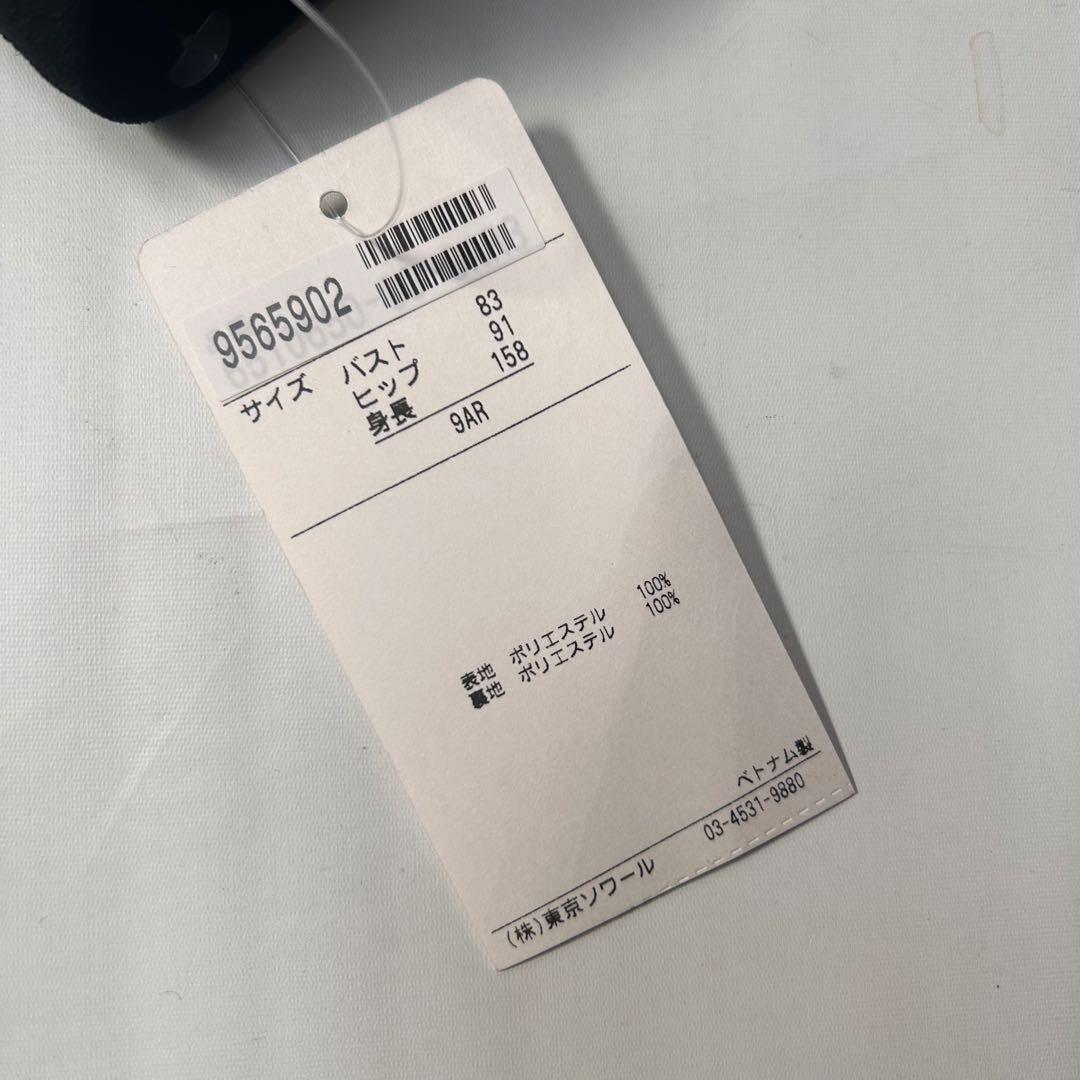 9565902
サイズ バスト 83
ヒップ 91
身長 158
9AR
表地 ポリエステル 100%
裏地 ポリエステル 100%
ベトナム製
(株)東京ソワール 03-4531-9880